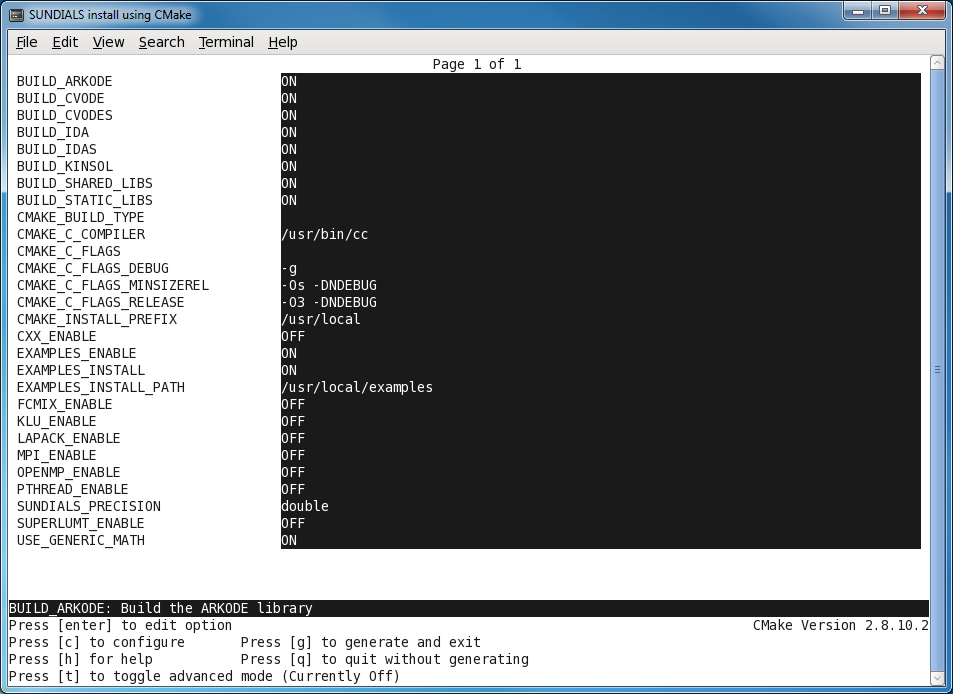 SUNDIALS install using CMake
File Edit View Search Terminal Help
Page 1 of 1
BUILD_ARKODE ON
BUILD_CVODE ON
BUILD_CVODES ON
BUILD_IDA ON
BUILD_IDAS ON
BUILD_KINSOL ON
BUILD_SHARED_LIBS ON
BUILD_STATIC_LIBS ON
CMAKE_BUILD_TYPE
CMAKE_C_COMPILER /usr/bin/cc
CMAKE_C_FLAGS
CMAKE_C_FLAGS_DEBUG -g
CMAKE_C_FLAGS_MINSIZEREL -Os -DNDEBUG
CMAKE_C_FLAGS_RELEASE -O3 -DNDEBUG
CMAKE_INSTALL_PREFIX /usr/local
CXX_ENABLE OFF
EXAMPLES_ENABLE ON
EXAMPLES_INSTALL ON
EXAMPLES_INSTALL_PATH /usr/local/examples
FCMIX_ENABLE OFF
KLU_ENABLE OFF
LAPACK_ENABLE OFF
MPI_ENABLE OFF
OPENMP_ENABLE OFF
PTHREAD_ENABLE OFF
SUNDIALS_PRECISION double
SUPERLUMT_ENABLE OFF
USE_GENERIC_MATH ON
BUILD_ARKODE: Build the ARKODE library
Press [enter] to edit option CMake Version 2.8.10.2
Press [c] to configure Press [g] to generate and exit
Press [h] for help Press [q] to quit without generating
Press [t] to toggle advanced mode (Currently Off)